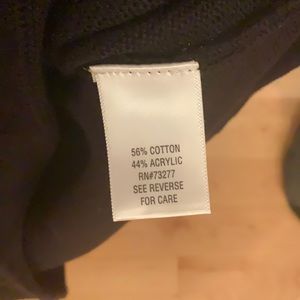 56% COTTON
44% ACRYLIC
RN#73277
SEE REVERSE
FOR CARE